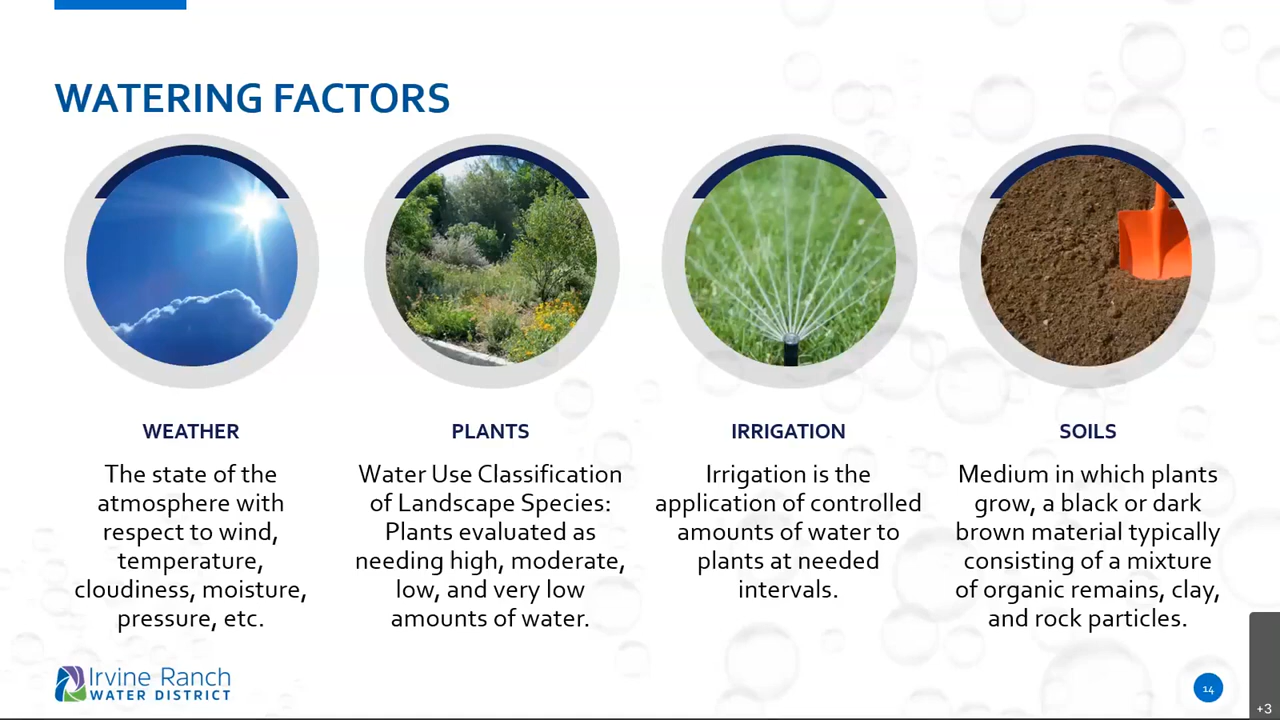 WATERING FACTORS
WEATHER
The state of the
atmosphere with
respect to wind,
temperature,
cloudiness, moisture,
pressure, etc.
PLANTS
Water Use Classification
of Landscape Species:
Plants evaluated as
needing high, moderate,
low, and very low
amounts of water.
IRRIGATION
Irrigation is the
application of controlled
amounts of water to
plants at needed
intervals.
SOILS
Medium in which plants
grow, a black or dark
brown material typically
consisting of a mixture
of organic remains, clay,
and rock particles.
Irvine Ranch
WATER DISTRICT
14
+3